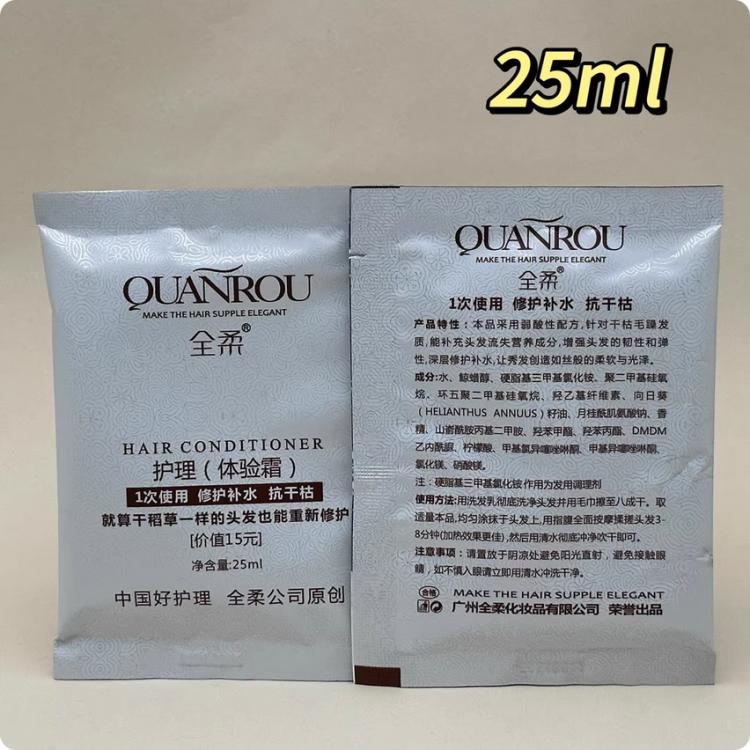 25ml
QUANROU
MAKE THE HAIR SUPPLE ELEGANT
全柔®
HAIR CONDITIONER
护理（体验霜）
1次使用 修护补水 抗干枯
就算干稻草一样的头发也能重新修护
[价值15元]
净含量:25ml
中国好护理 全柔公司原创
QUANROU
MAKE THE HAIR SUPPLE ELEGANT
全柔®
1次使用 修护补水 抗干枯
产品特性：本品采用弱酸性配方，针对干枯毛躁发
质，能补充头发流失营养成分，增强头发的韧性和弹
性，深层修护补水，让秀发创造如丝般的柔软与光泽。
成分:水、鲸蜡醇、硬脂基三甲基氯化铵、聚二甲基硅氧
烷、环五聚二甲基硅氧烷、羟乙基纤维素、向日葵
（HELIANTHUS ANNUUS）籽油、月桂酰肌氨酸钠、香
精、山嵛酰胺丙基二甲胺、羟苯甲酯、羟苯丙酯、DMDM
乙内酰脲、柠檬酸、甲基氯异噻唑啉酮、甲基异噻唑啉酮、
氯化镁、硝酸镁。
注：硬脂基三甲基氯化铵 作用为发用调理剂
使用方法:用洗发乳彻底洗净头发并用毛巾擦至八成干。取
适量本品，均匀涂抹于头发上，用指腹全面按摩揉搓头发3-
8分钟(加热效果更佳)，然后用清水彻底冲净吹干即可。
注意事项：请置放于阴凉处避免阳光直射，避免接触眼
睛，如不慎入眼请立即用清水冲洗干净。
合格
MAKE THE HAIR SUPPLE ELEGANT
广州全柔化妆品有限公司 荣誉出品